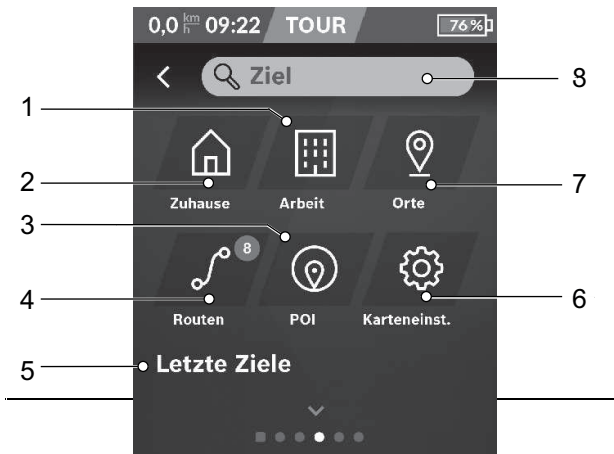 0,0 km/h 09:22 TOUR 76 %
Ziel 8
1
2 7
Zuhause Arbeit Orte
3
8
4 6
Routen POI Karteneinst.
5 Letzte Ziele